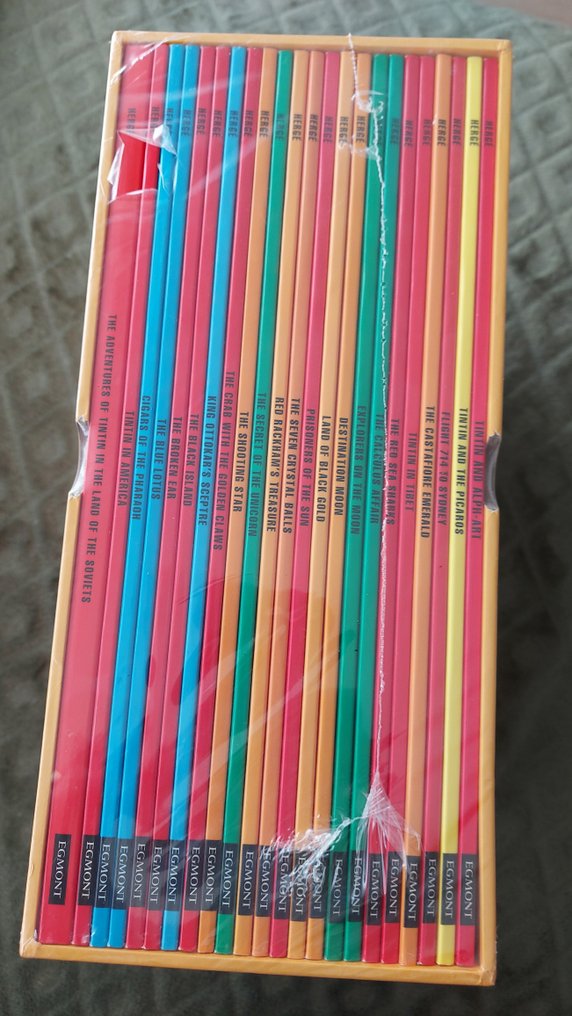 HERGÉ THE ADVENTURES OF TINTIN IN THE LAND OF THE SOVIETS EGMONT
HERGÉ TINTIN IN AMERICA EGMONT
HERGÉ CIGARS OF THE PHARAOH EGMONT
HERGÉ THE BLUE LOTUS EGMONT
HERGÉ THE BROKEN EAR EGMONT
HERGÉ THE BLACK ISLAND EGMONT
HERGÉ KING OTTOKAR'S SCEPTRE EGMONT
HERGÉ THE CRAB WITH THE GOLDEN CLAWS EGMONT
HERGÉ THE SHOOTING STAR EGMONT
HERGÉ THE SECRET OF THE UNICORN EGMONT
HERGÉ RED RACKHAM'S TREASURE EGMONT
HERGÉ THE SEVEN CRYSTAL BALLS EGMONT
HERGÉ PRISONERS OF THE SUN EGMONT
HERGÉ LAND OF BLACK GOLD EGMONT
HERGÉ DESTINATION MOON EGMONT
HERGÉ EXPLORERS ON THE MOON EGMONT
HERGÉ THE CALCULUS AFFAIR EGMONT
HERGÉ THE RED SEA SHARKS EGMONT
HERGÉ TINTIN IN TIBET EGMONT
HERGÉ THE CASTAFIORE EMERALD EGMONT
HERGÉ FLIGHT 714 TO SYDNEY EGMONT
HERGÉ TINTIN AND THE PICAROS EGMONT
HERGÉ TINTIN AND ALPH-ART EGMONT